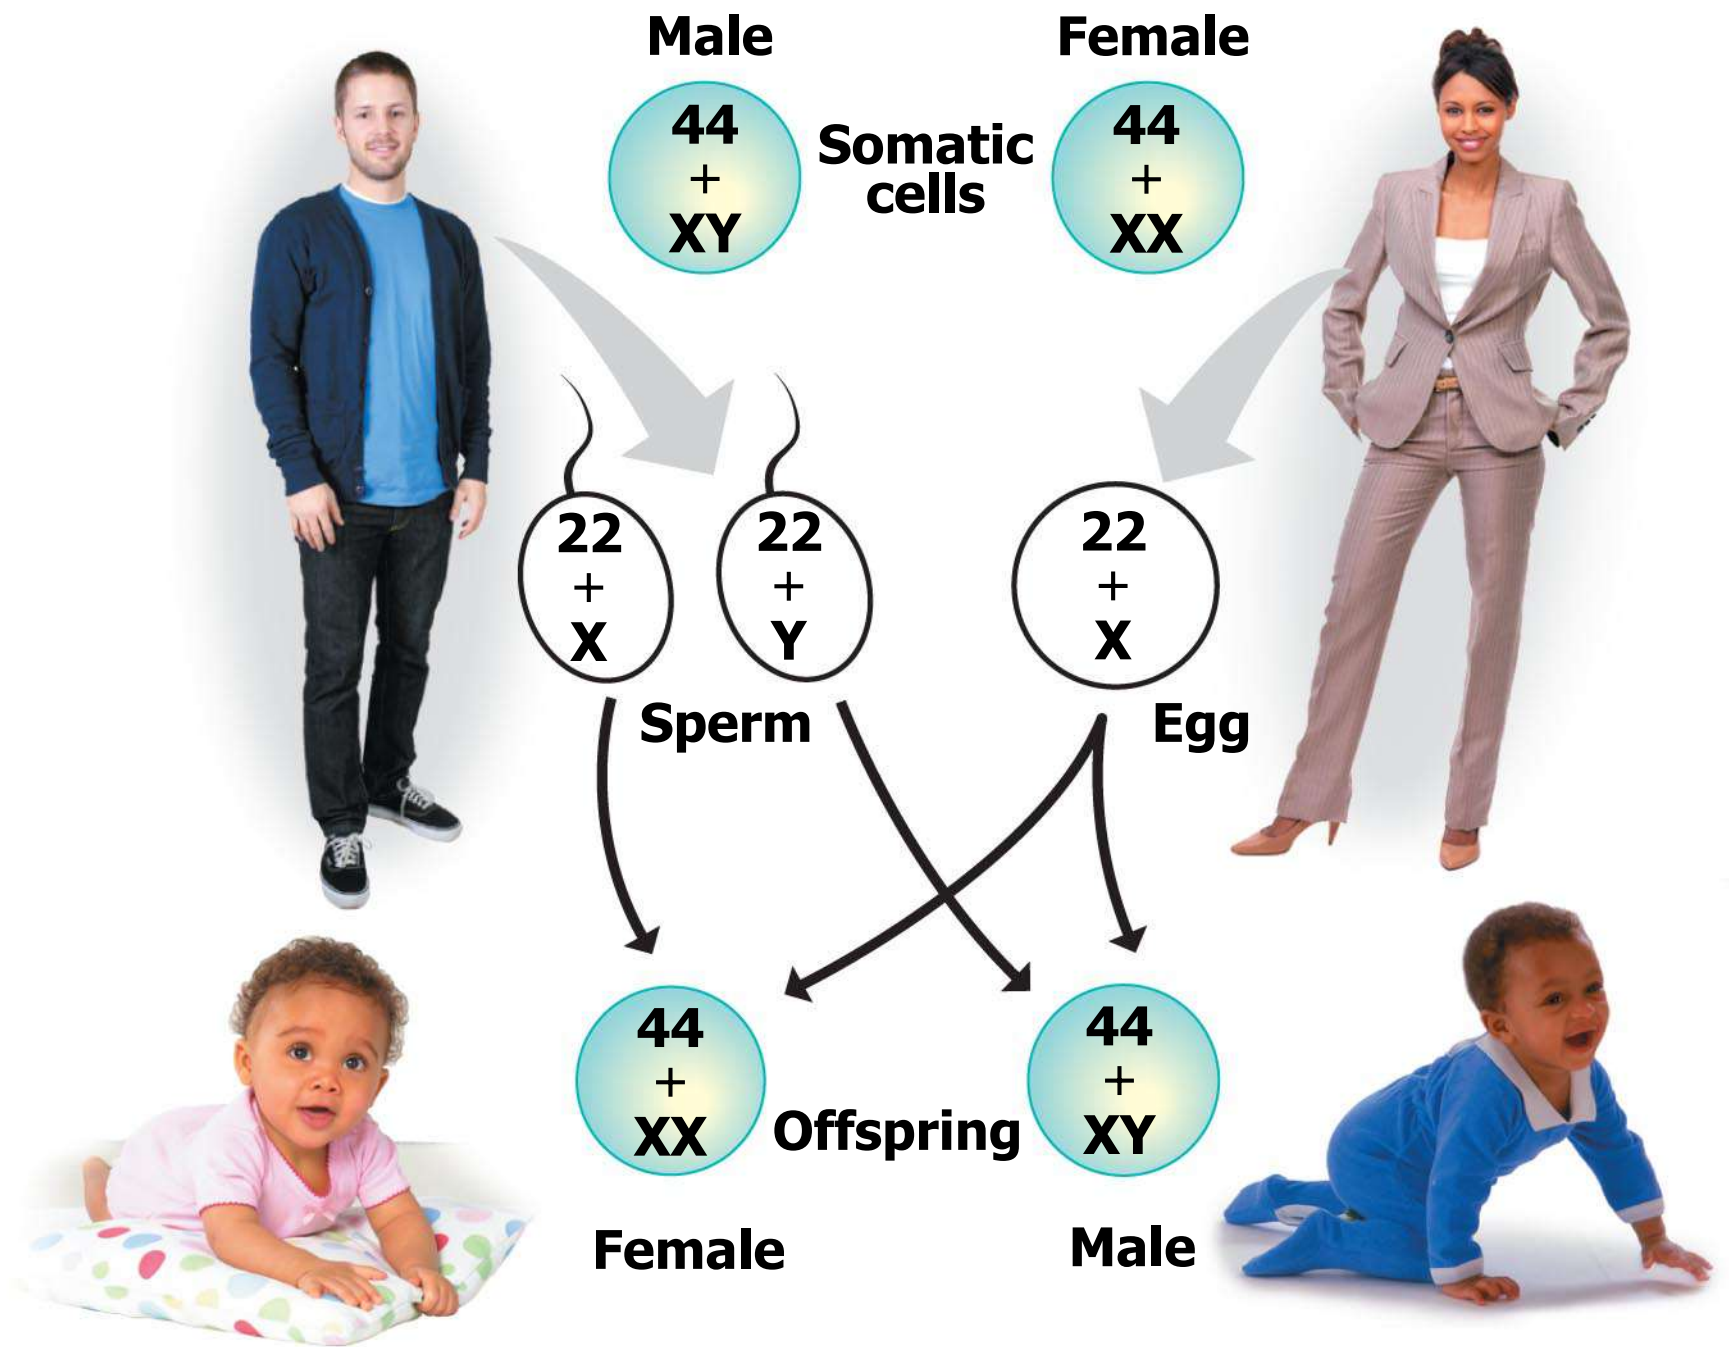 Male
Female
44
+
XY
Somatic
cells
44
+
XX
22
+
X
22
+
Y
22
+
X
Sperm
Egg
44
+
XX
Offspring
44
+
XY
Female
Male